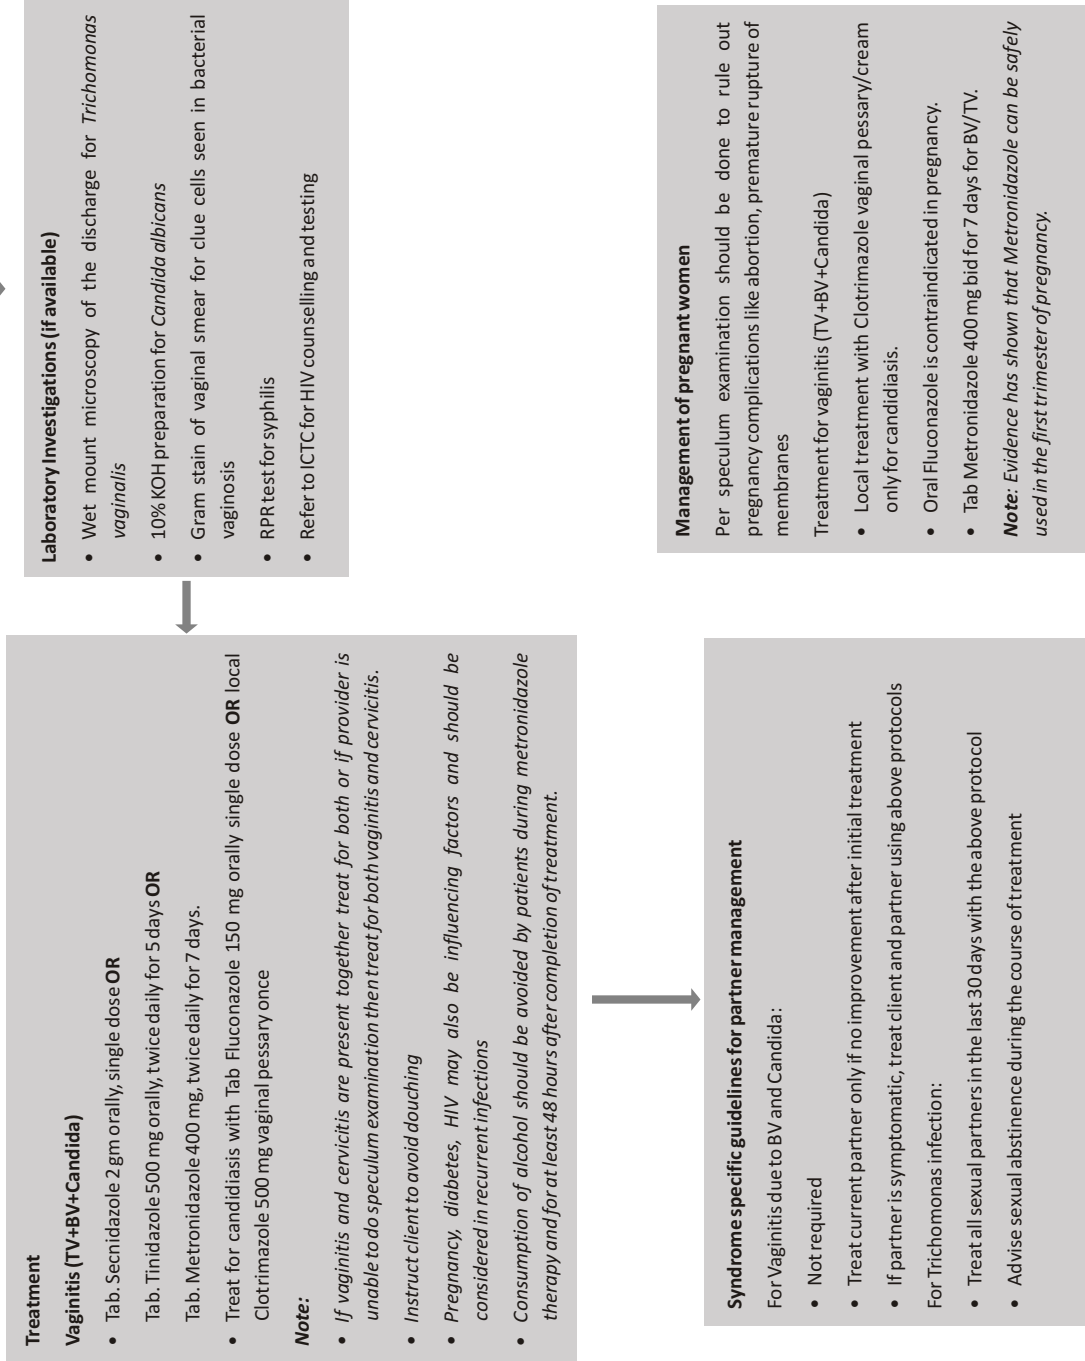 Laboratory Investigations (if available)
• Wet mount microscopy of the discharge for Trichomonas
vaginalis
• 10% KOH preparation for Candida albicans
• Gram stain of vaginal smear for clue cells seen in bacterial
vaginosis
• RPR test for syphilis
• Refer to ICTC for HIV counselling and testing
Treatment
Vaginitis (TV+BV+Candida)
• Tab. Secnidazole 2 gm orally, single dose OR
Tab. Tinidazole 500 mg orally, twice daily for 5 days OR
Tab. Metronidazole 400 mg, twice daily for 7 days.
• Treat for candidiasis with Tab Fluconazole 150 mg orally single dose OR local
Clotrimazole 500 mg vaginal pessary once
Note:
• If vaginitis and cervicitis are present together treat for both or if provider is
unable to do speculum examination then treat for both vaginitis and cervicitis.
• Instruct client to avoid douching
• Pregnancy, diabetes, HIV may also be influencing factors and should be
considered in recurrent infections
• Consumption of alcohol should be avoided by patients during metronidazole
therapy and for at least 48 hours after completion of treatment.
Syndrome specific guidelines for partner management
For Vaginitis due to BV and Candida:
• Not required
• Treat current partner only if no improvement after initial treatment
• If partner is symptomatic, treat client and partner using above protocols
For Trichomonas infection:
• Treat all sexual partners in the last 30 days with the above protocol
• Advise sexual abstinence during the course of treatment
Management of pregnant women
Per speculum examination should be done to rule out
pregnancy complications like abortion, premature rupture of
membranes
Treatment for vaginitis (TV+BV+Candida)
• Local treatment with Clotrimazole vaginal pessary/cream
only for candidiasis.
• Oral Fluconazole is contraindicated in pregnancy.
• Tab Metronidazole 400 mg bid for 7 days for BV/TV.
Note: Evidence has shown that Metronidazole can be safely
used in the first trimester of pregnancy.